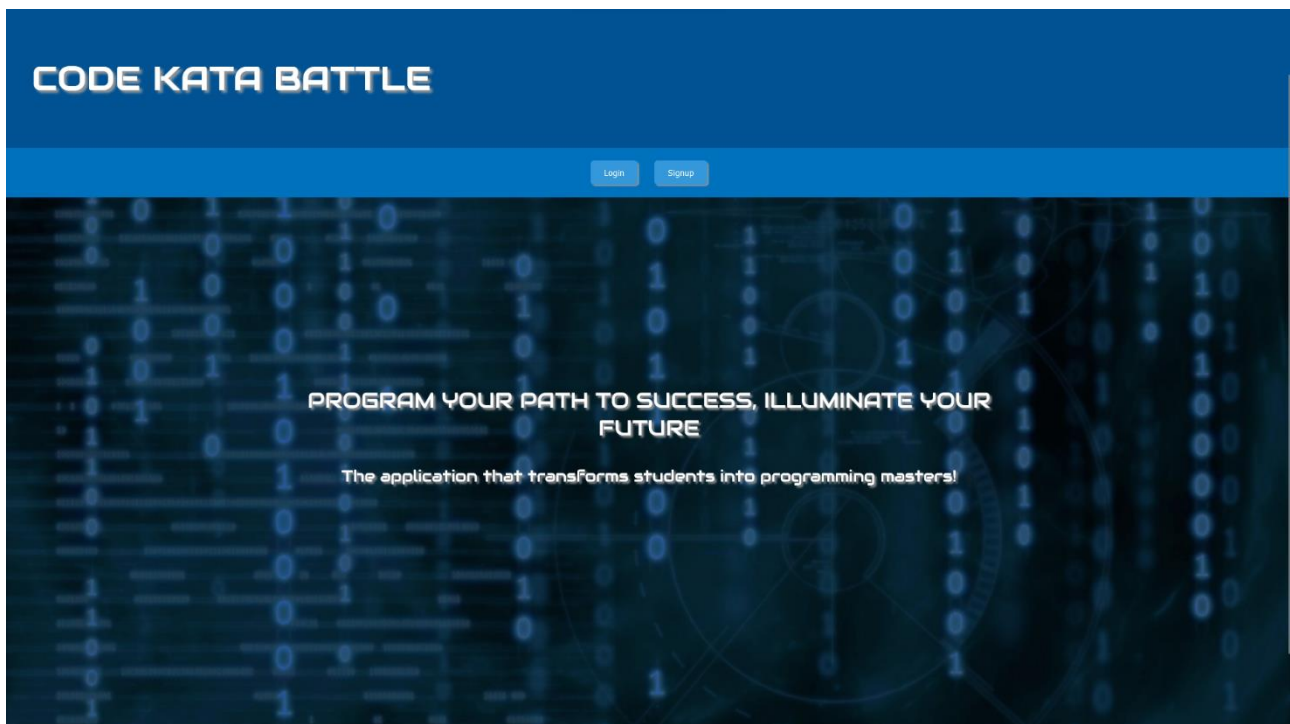 CODE KATA BATTLE
Login Signup
PROGRAM YOUR PATH TO SUCCESS, ILLUMINATE YOUR
FUTURE
The application that transforms students into programming masters!